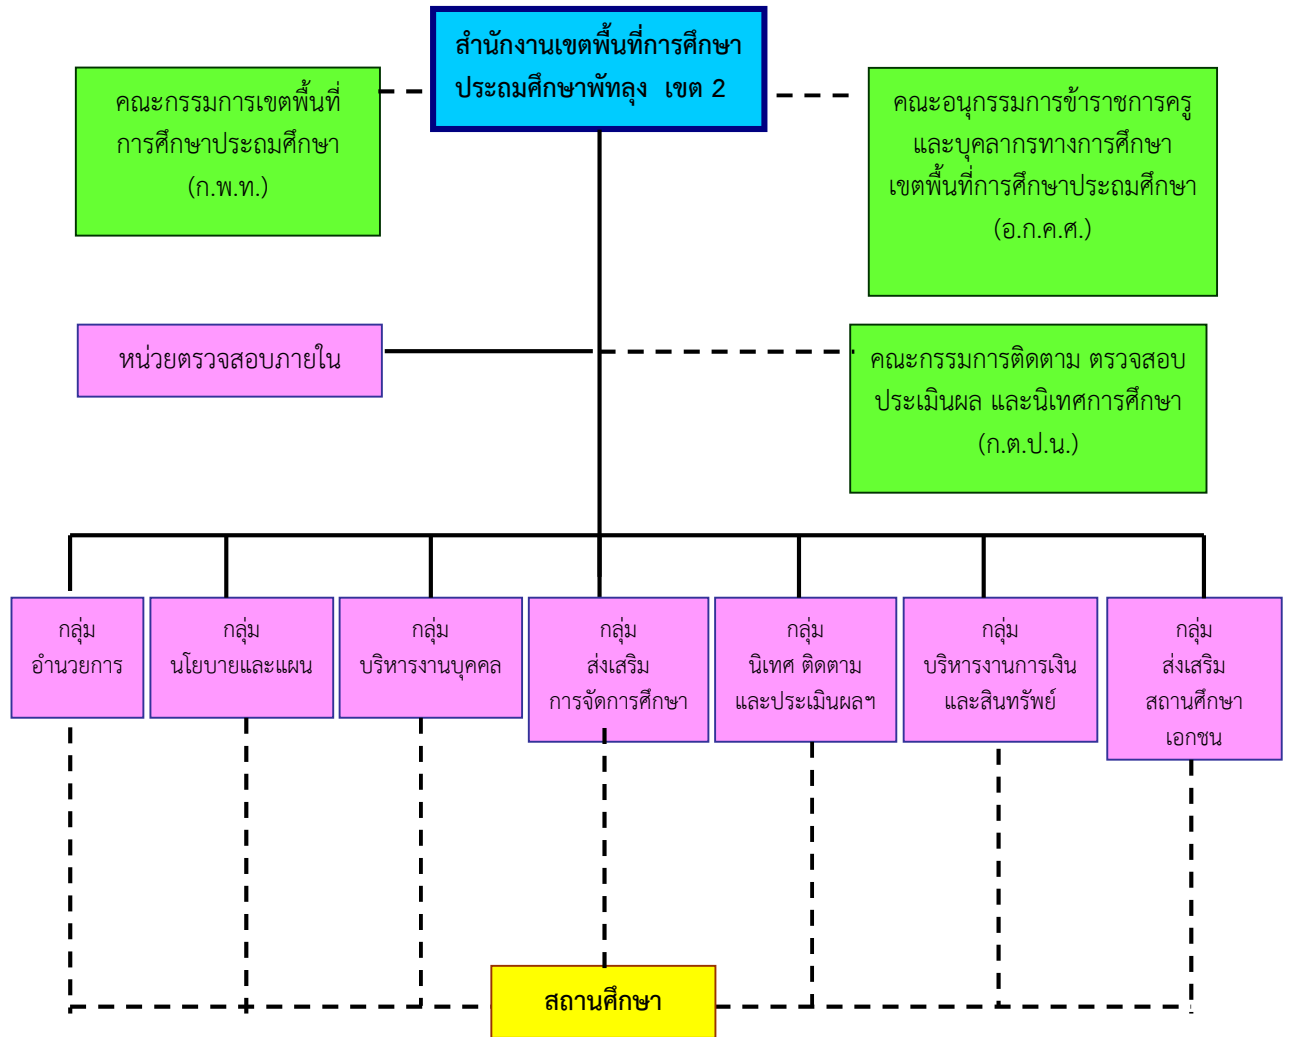 สำนักงานเขตพื้นที่การศึกษา
ประถมศึกษาพัทลุง เขต 2
คณะกรรมการเขตพื้นที่
การศึกษาประถมศึกษา
(ก.พ.ท.)
คณะอนุกรรมการข้าราชการครู
และบุคลากรทางการศึกษา
เขตพื้นที่การศึกษาประถมศึกษา
(อ.ก.ค.ศ.)
หน่วยตรวจสอบภายใน
คณะกรรมการติดตาม ตรวจสอบ
ประเมินผล และนิเทศการศึกษา
(ก.ต.ป.น.)
กลุ่ม
อำนวยการ
กลุ่ม
นโยบายและแผน
กลุ่ม
บริหารงานบุคคล
กลุ่ม
ส่งเสริม
การจัดการศึกษา
กลุ่ม
นิเทศ ติดตาม
และประเมินผลฯ
กลุ่ม
บริหารงานการเงิน
และสินทรัพย์
กลุ่ม
ส่งเสริม
สถานศึกษา
เอกชน
สถานศึกษา